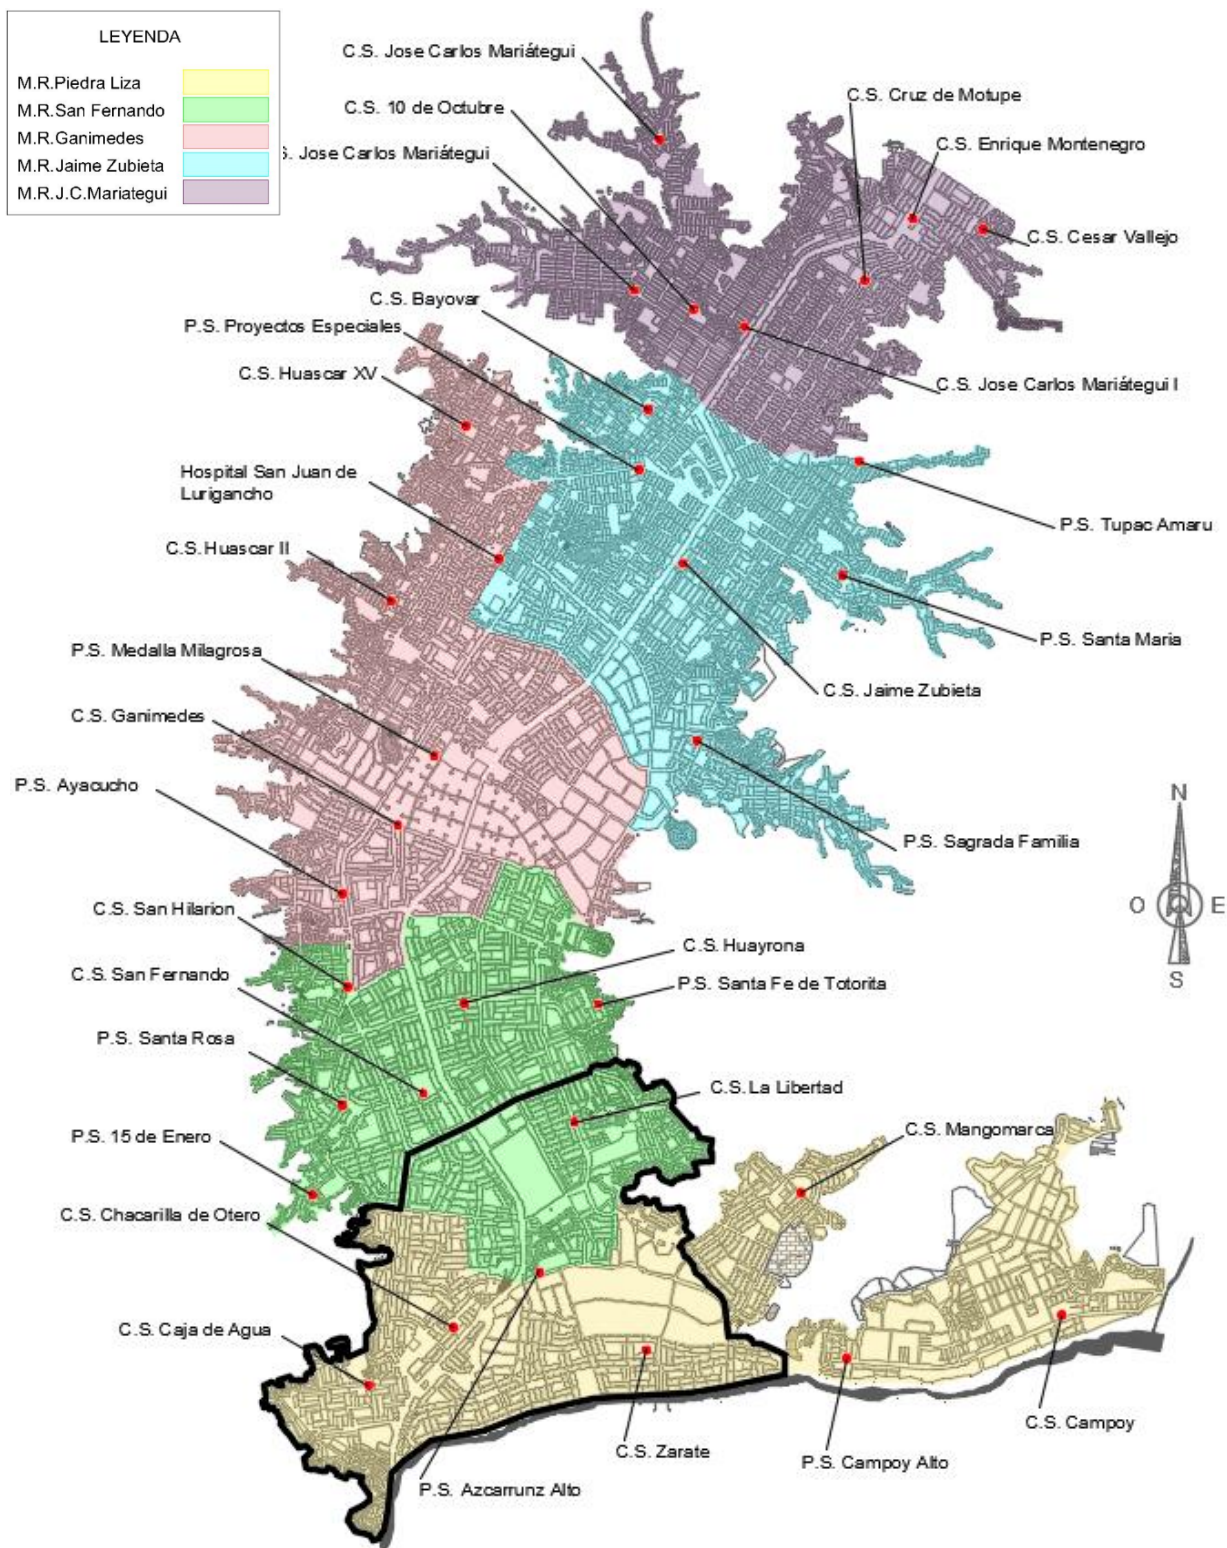 LEYENDA
M.R.Piedra Liza
M.R.San Fernando
M.R.Ganimedes
M.R.Jaime Zubieta
M.R.J.C.Mariategui
C.S. Jose Carlos Mariátegui
C.S. 10 de Octubre
S. Jose Carlos Mariátegui
C.S. Cruz de Motupe
C.S. Enrique Montenegro
C.S. Cesar Vallejo
C.S. Bayovar
P.S. Proyectos Especiales
C.S. Huascar XV
C.S. Jose Carlos Mariátegui I
Hospital San Juan de
Lurigancho
P.S. Tupac Amaru
C.S. Huascar II
P.S. Santa Maria
P.S. Medalla Milagrosa
C.S. Jaime Zubieta
C.S. Ganimedes
P.S. Ayacucho
P.S. Sagrada Familia
N
O
E
S
C.S. San Hilarion
C.S. Huayrona
C.S. San Fernando
P.S. Santa Fe de Totorita
P.S. Santa Rosa
C.S. La Libertad
P.S. 15 de Enero
C.S. Mangomarca
C.S. Chacarilla de Otero
C.S. Caja de Agua
C.S. Campoy
C.S. Zarate
P.S. Campoy Alto
P.S. Azcarrunz Alto